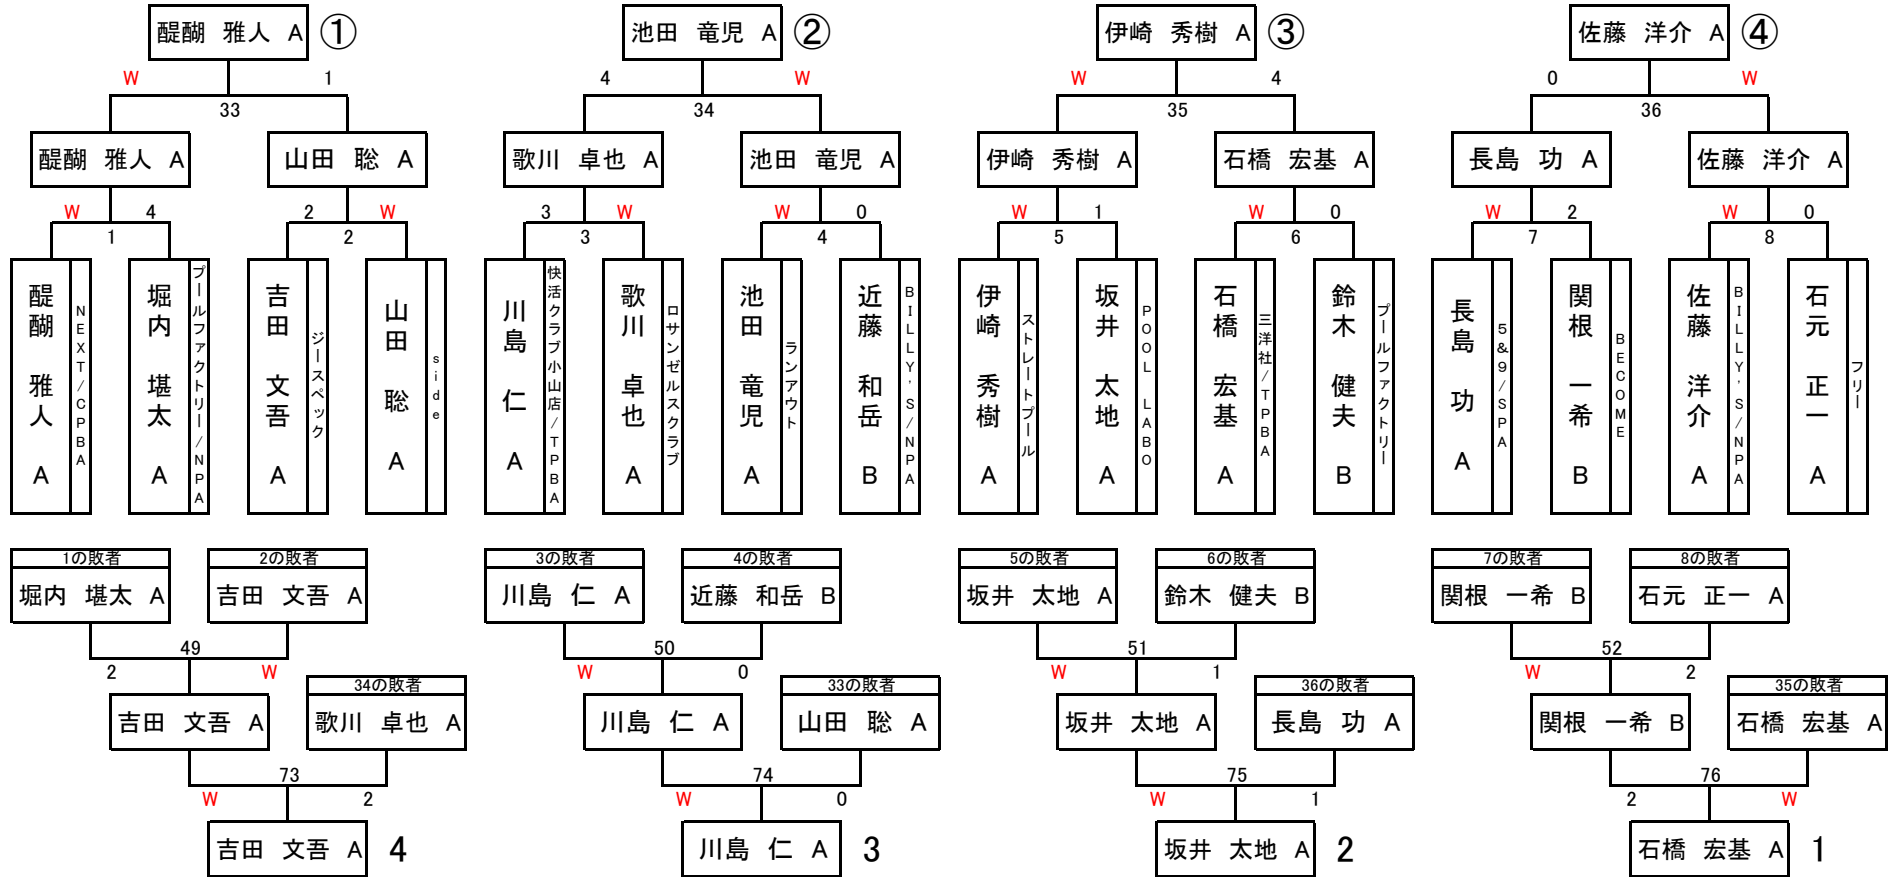 醍醐 雅人 A ① 池田 竜児 A ② 伊崎 秀樹 A ③ 佐藤 洋介 A ④
W 1 4 W W 4 0 W
33 34 35 36
醍醐 雅人 A 山田 聡 A 歌川 卓也 A 池田 竜児 A 伊崎 秀樹 A 石橋 宏基 A 長島 功 A 佐藤 洋介 A
W 4 2 W 3 W W 0 W 1 W 0 W 2 W 0
1 2 3 4 5 6 7 8
醍醐 雅人 A
NEXT/CPBA
堀内 堪太 A
プールファクトリー/NPA
吉田 文吾 A
ジースペック
山田 聡 A
side
川島 仁 A
快活クラブ小山店/TPBA
歌川 卓也 A
ロサンゼルスクラブ
池田 竜児 A
ランアウト
近藤 和岳 B
BILLY'S/NPA
伊崎 秀樹 A
ストレートプール
坂井 太地 A
POOL LABO
石橋 宏基 A
三洋社/TPBA
鈴木 健夫 B
プールファクトリー
長島 功 A
5&9/SPA
関根 一希 B
BECOME
佐藤 洋介 A
BILLY'S/NPA
石元 正一 A
フリー
1の敗者 2の敗者 3の敗者 4の敗者 5の敗者 6の敗者 7の敗者 8の敗者
堀内 堪太 A 吉田 文吾 A 川島 仁 A 近藤 和岳 B 坂井 太地 A 鈴木 健夫 B 関根 一希 B 石元 正一 A
49 50 51 52
2 W W 0 W 1 W 2
34の敗者 33の敗者 36の敗者 35の敗者
吉田 文吾 A 歌川 卓也 A 川島 仁 A 山田 聡 A 坂井 太地 A 長島 功 A 関根 一希 B 石橋 宏基 A
73 74 75 76
W 2 W 0 W 1 2 W
吉田 文吾 A 4 川島 仁 A 3 坂井 太地 A 2 石橋 宏基 A 1